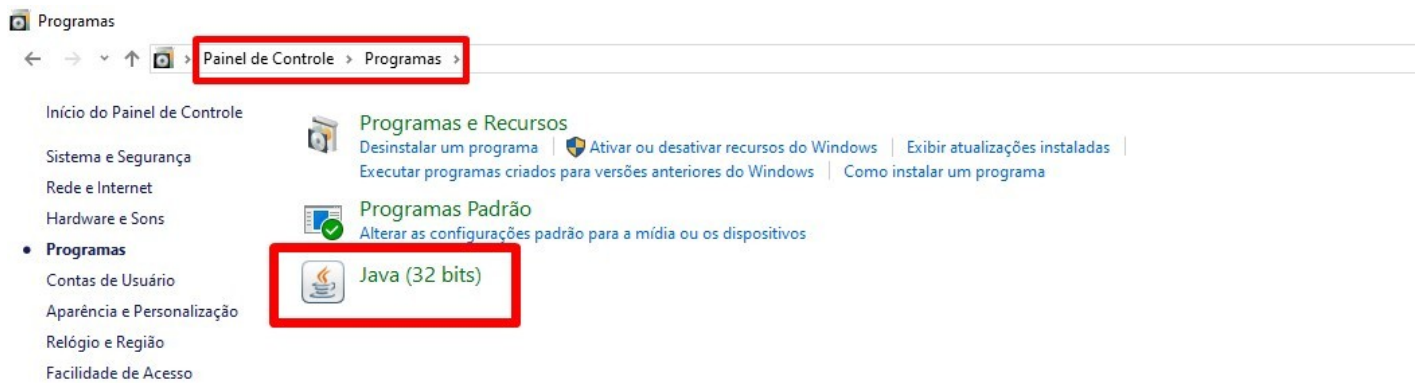 Programas
Painel de Controle > Programas >
Início do Painel de Controle
Sistema e Segurança
Rede e Internet
Hardware e Sons
Programas
Contas de Usuário
Aparência e Personalização
Relógio e Região
Facilidade de Acesso
Programas e Recursos
Desinstalar um programa | Ativar ou desativar recursos do Windows | Exibir atualizações instaladas |
Executar programas criados para versões anteriores do Windows | Como instalar um programa
Programas Padrão
Alterar as configurações padrão para a mídia ou os dispositivos
Java (32 bits)